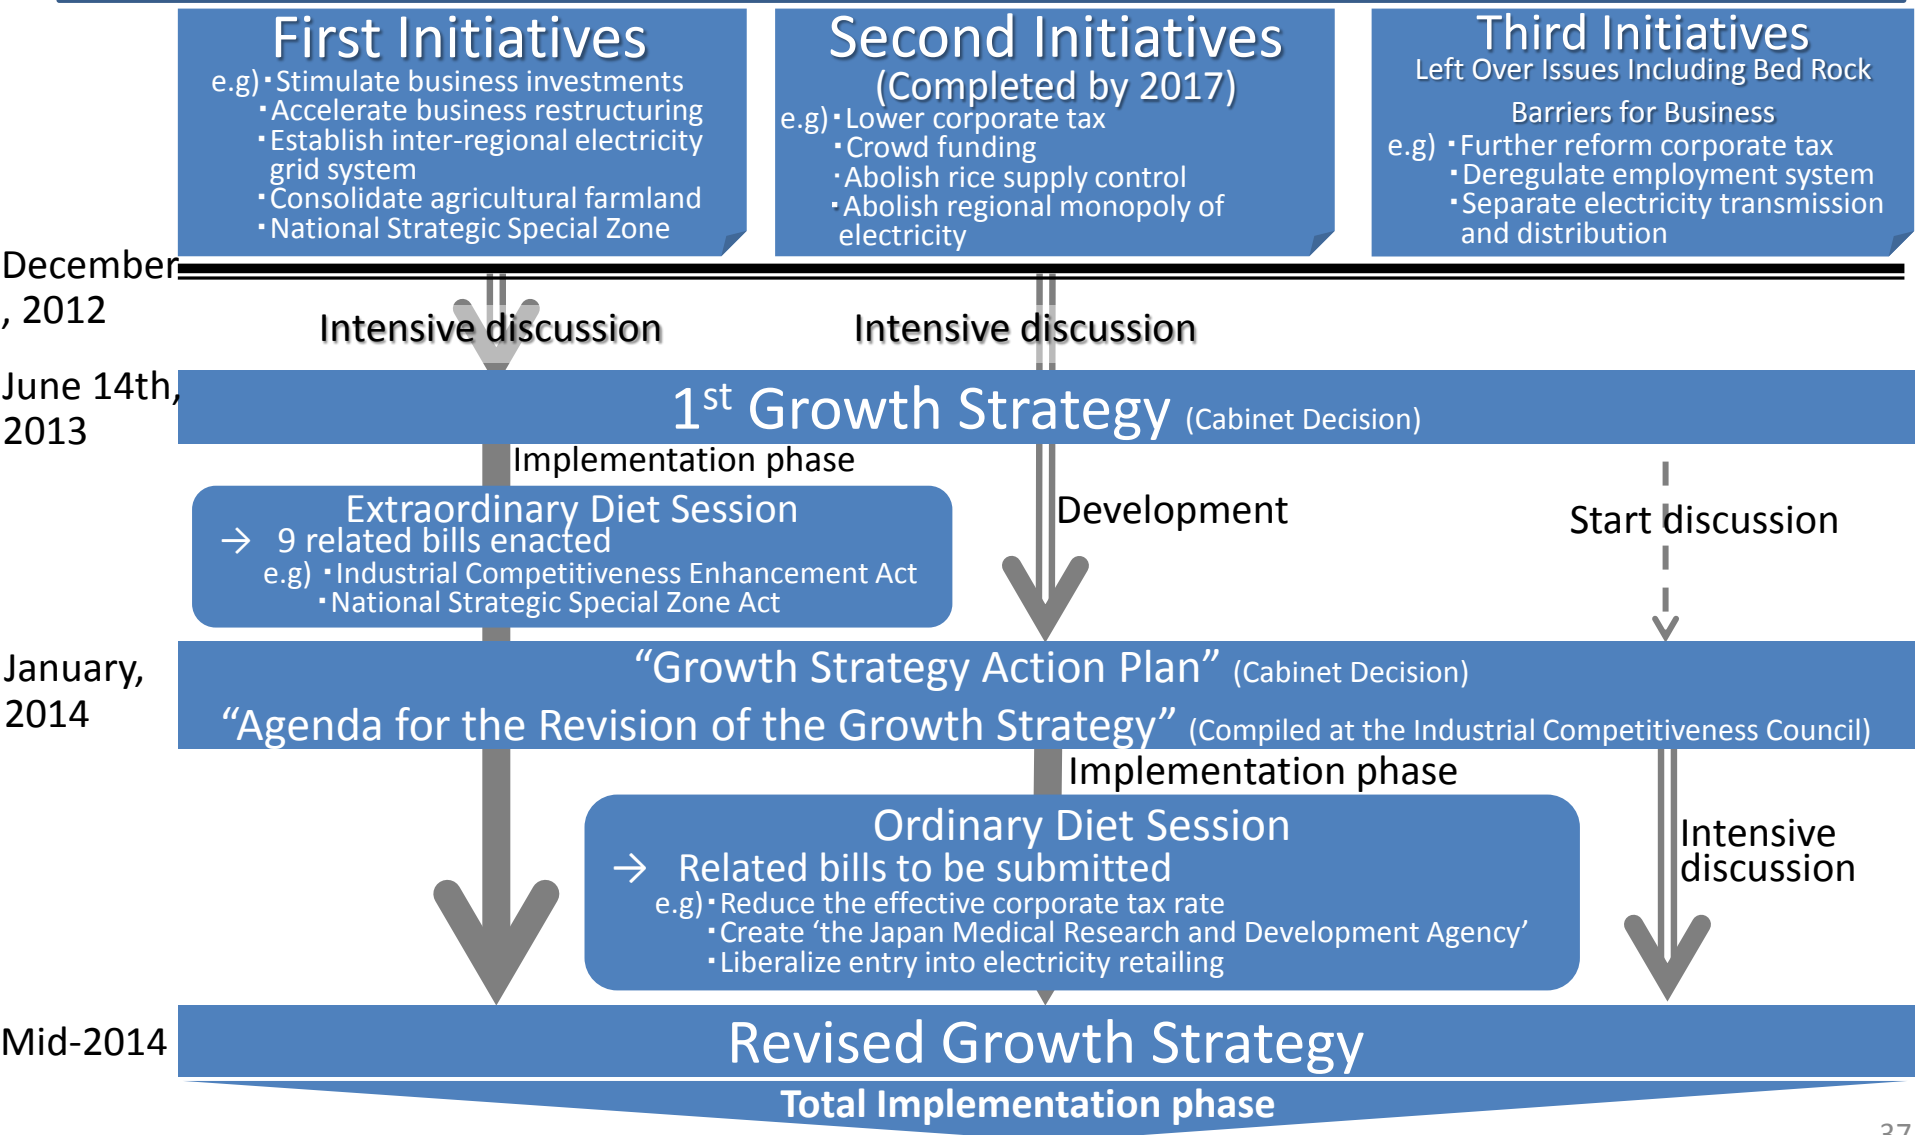 First Initiatives
e.g)・Stimulate business investments
・Accelerate business restructuring
・Establish inter-regional electricity
grid system
・Consolidate agricultural farmland
・National Strategic Special Zone
Second Initiatives
(Completed by 2017)
e.g)・Lower corporate tax
・Crowd funding
・Abolish rice supply control
・Abolish regional monopoly of
electricity
Third Initiatives
Left Over Issues Including Bed Rock
Barriers for Business
e.g) ・Further reform corporate tax
・Deregulate employment system
・Separate electricity transmission
and distribution
December
, 2012
Intensive discussion
Intensive discussion
June 14th,
2013
1st Growth Strategy (Cabinet Decision)
Implementation phase
Extraordinary Diet Session
→ 9 related bills enacted
e.g) ・Industrial Competitiveness Enhancement Act
・National Strategic Special Zone Act
Development
Start discussion
January,
2014
“Growth Strategy Action Plan” (Cabinet Decision)
“Agenda for the Revision of the Growth Strategy” (Compiled at the Industrial Competitiveness Council)
Implementation phase
Ordinary Diet Session
→ Related bills to be submitted
e.g)・Reduce the effective corporate tax rate
・Create ‘the Japan Medical Research and Development Agency’
・Liberalize entry into electricity retailing
Intensive
discussion
Mid-2014
Revised Growth Strategy
Total Implementation phase
37